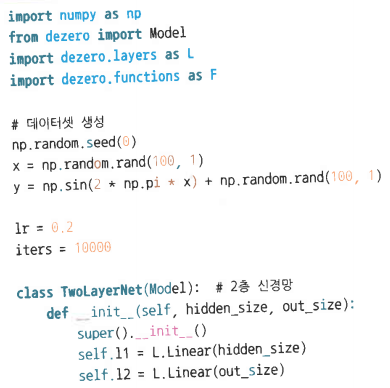 import numpy as np
from dezero import Model
import dezero.layers as L
import dezero.functions as F
# 데이터셋 생성
np.random.seed(0)
x = np.random.rand(100, 1)
y = np.sin(2 * np.pi * x) + np.random.rand(100, 1)
lr = 0.2
iters = 10000
class TwoLayerNet(Model):  # 2층 신경망
    def __init__(self, hidden_size, out_size):
        super().__init__()
        self.l1 = L.Linear(hidden_size)
        self.l2 = L.Linear(out_size)